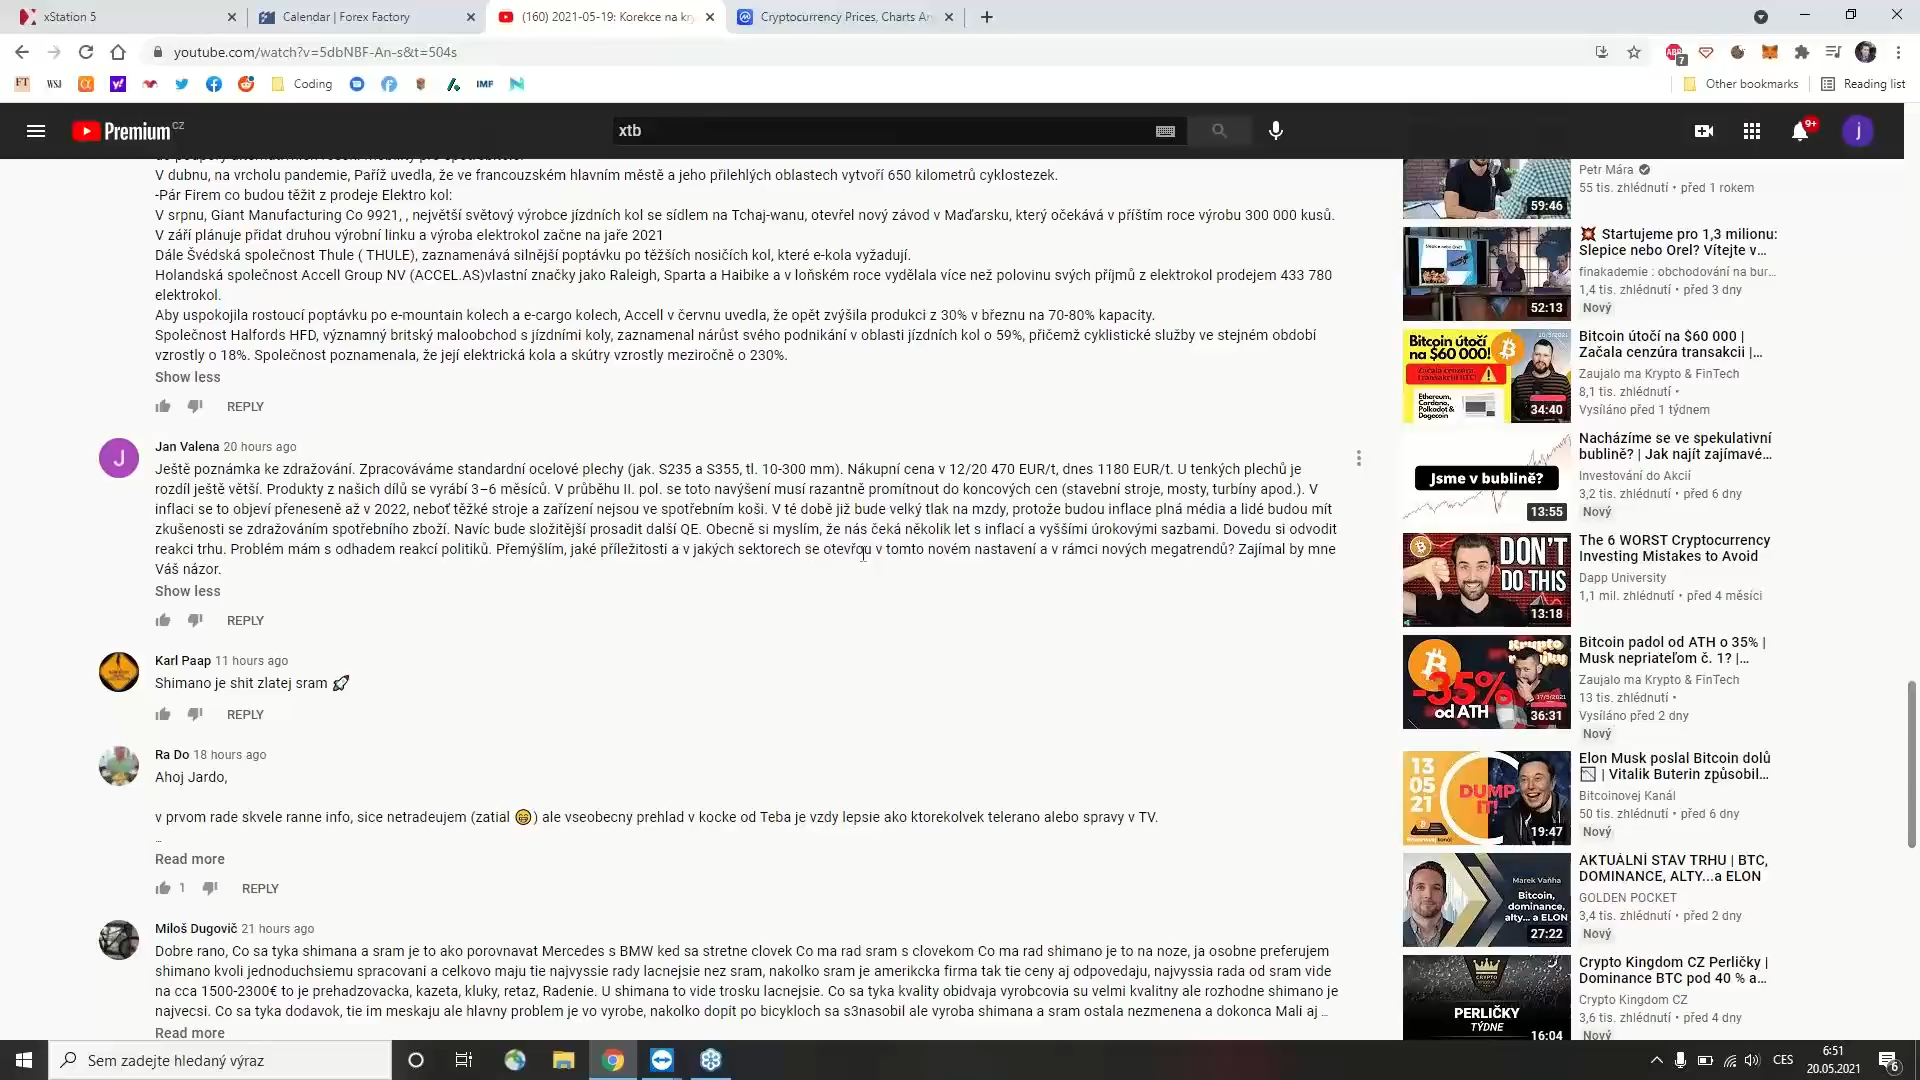 xStation 5
Calendar | Forex Factory
(160) 2021-05-19: Korekce na kry
Cryptocurrency Prices, Charts An
youtube.com/watch?v=5dbNBF-An-s&t=504s
ABP
7
FT
WSJ
Coding
IMF
Other bookmarks
Reading list
Premium CZ
xtb
9+
j
V dubnu, na vrcholu pandemie, Paříž uvedla, že ve francouzském hlavním městě a jeho přilehlých oblastech vytvoří 650 kilometrů cyklostezek.
-Pár Firem co budou těžit z prodeje Elektro kol:
V srpnu, Giant Manufacturing Co 9921, , největší světový výrobce jízdních kol se sídlem na Tchaj-wanu, otevřel nový závod v Maďarsku, který očekává v příštím roce výrobu 300 000 kusů.
V září plánuje přidat druhou výrobní linku a výroba elektrokol začne na jaře 2021
Dále Švédská společnost Thule ( THULE), zaznamenává silnější poptávku po těžších nosičích kol, které e-kola vyžadují.
Holandská společnost Accell Group NV (ACCEL.AS)vlastní značky jako Raleigh, Sparta a Haibike a v loňském roce vydělala více než polovinu svých příjmů z elektrokol prodejem 433 780
elektrokol.
Aby uspokojila rostoucí poptávku po e-mountain kolech a e-cargo kolech, Accell v červnu uvedla, že opět zvýšila produkci z 30% v březnu na 70-80% kapacity.
Společnost Halfords HFD, významný britský maloobchod s jízdními koly, zaznamenal nárůst svého podnikání v oblasti jízdních kol o 59%, přičemž cyklistické služby ve stejném období
vzrostly o 18%. Společnost poznamenala, že její elektrická kola a skútry vzrostly meziročně o 230%.
Show less
REPLY
J
Jan Valena 20 hours ago
Ještě poznámka ke zdražování. Zpracováváme standardní ocelové plechy (jak. S235 a S355, tl. 10-300 mm). Nákupní cena v 12/20 470 EUR/t, dnes 1180 EUR/t. U tenkých plechů je
rozdíl ještě větší. Produkty z našich dílů se vyrábí 3–6 měsíců. V průběhu II. pol. se toto navýšení musí razantně promítnout do koncových cen (stavební stroje, mosty, turbíny apod.). V
inflaci se to objeví přeneseně až v 2022, neboť těžké stroje a zařízení nejsou ve spotřebním koši. V té době již bude velký tlak na mzdy, protože budou inflace plná média a lidé budou mít
zkušenosti se zdražováním spotřebního zboží. Navíc bude složitější prosadit další QE. Obecně si myslím, že nás čeká několik let s inflací a vyššími úrokovými sazbami. Dovedu si odvodit
reakci trhu. Problém mám s odhadem reakcí politiků. Přemýšlím, jaké příležitosti a v jakých sektorech se otevřou v tomto novém nastavení a v rámci nových megatrendů? Zajímal by mne
Váš názor.
Show less
REPLY
Karl Paap 11 hours ago
Shimano je shit zlatej sram 🚀
REPLY
Ra Do 18 hours ago
Ahoj Jardo,
v prvom rade skvele ranne info, sice netradeujem (zatial 😁) ale vseobecny prehlad v kocke od Teba je vzdy lepsie ako ktorekolvek telerano alebo spravy v TV.
...
Read more
1
REPLY
Miloš Dugovič 21 hours ago
Dobre rano, Co sa tyka shimana a sram je to ako porovnavat Mercedes s BMW ked sa stretne clovek Co ma rad sram s clovekom Co ma rad shimano je to na noze, ja osobne preferujem
shimano kvoli jednoduchsiemu spracovani a celkovo maju tie najvyssie rady lacnejsie nez sram, nakolko sram je amerikcka firma tak tie ceny aj odpovedaju, najvyssia rada od sram vide
na cca 1500-2300€ to je prehadzovacka, kazeta, kluky, retaz, Radenie. U shimana to vide trosku lacnejsie. Co sa tyka kvality obidvaja vyrobcovia su velmi kvalitny ale rozhodne shimano je
najvecsi. Co sa tyka dodavok, tie im meskaju ale hlavny problem je vo vyrobe, nakolko dopít po bicykloch sa s3nasobil ale vyroba shimana a sram ostala nezmenena a dokonca Mali aj ...
Read more
Petr Mára
55 tis. zhlédnutí • před 1 rokem
59:46
💥 Startujeme pro 1,3 milionu:
Slepice nebo Orel? Vítejte v...
finakademie : obchodování na bur...
1,4 tis. zhlédnutí • před 3 dny
Nový
52:13
Bitcoin útočí na $60 000 |
Začala cenzúra transakcii |...
Zaujalo ma Krypto & FinTech
8,1 tis. zhlédnutí •
Vysíláno před 1 týdnem
Bitcoin útočí
na $60 000!
Začala cenzúra
transakcií BTC!
Ethereum,
Cardano,
Polkadot &
Dogecoin
34:40
Nacházíme se ve spekulativní
bublině? | Jak najít zajímavé...
Investování do Akcií
3,2 tis. zhlédnutí • před 6 dny
Nový
Jsme v bublině?
13:55
The 6 WORST Cryptocurrency
Investing Mistakes to Avoid
Dapp University
1,1 mil. zhlédnutí • před 4 měsíci
DON'T
DO THIS
13:18
Bitcoin padol od ATH o 35% |
Musk nepriateľom č. 1? |...
Zaujalo ma Krypto & FinTech
13 tis. zhlédnutí •
Vysíláno před 2 dny
Nový
-35%
od ATH
36:31
Elon Musk poslal Bitcoin dolů
📉 | Vitalik Buterin způsobil...
Bitcoinovej Kanál
50 tis. zhlédnutí • před 6 dny
Nový
13
05
21
DUMP
IT!
19:47
AKTUÁLNÍ STAV TRHU | BTC,
DOMINANCE, ALTY...a ELON
GOLDEN POCKET
3,4 tis. zhlédnutí • před 2 dny
Nový
Marek Vaňha
Bitcoin,
dominance,
alty... a ELON
27:22
Crypto Kingdom CZ Perličky |
Dominance BTC pod 40 % a...
Crypto Kingdom CZ
3,6 tis. zhlédnutí • před 4 dny
Nový
PERLIČKY
TÝDNE
16:04
Sem zadejte hledaný výraz
CES
6:51
20.05.2021
6